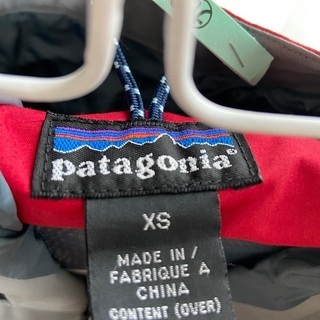 patagonia®
XS
MADE IN /
FABRIQUE A
CHINA
CONTENT (OVER)